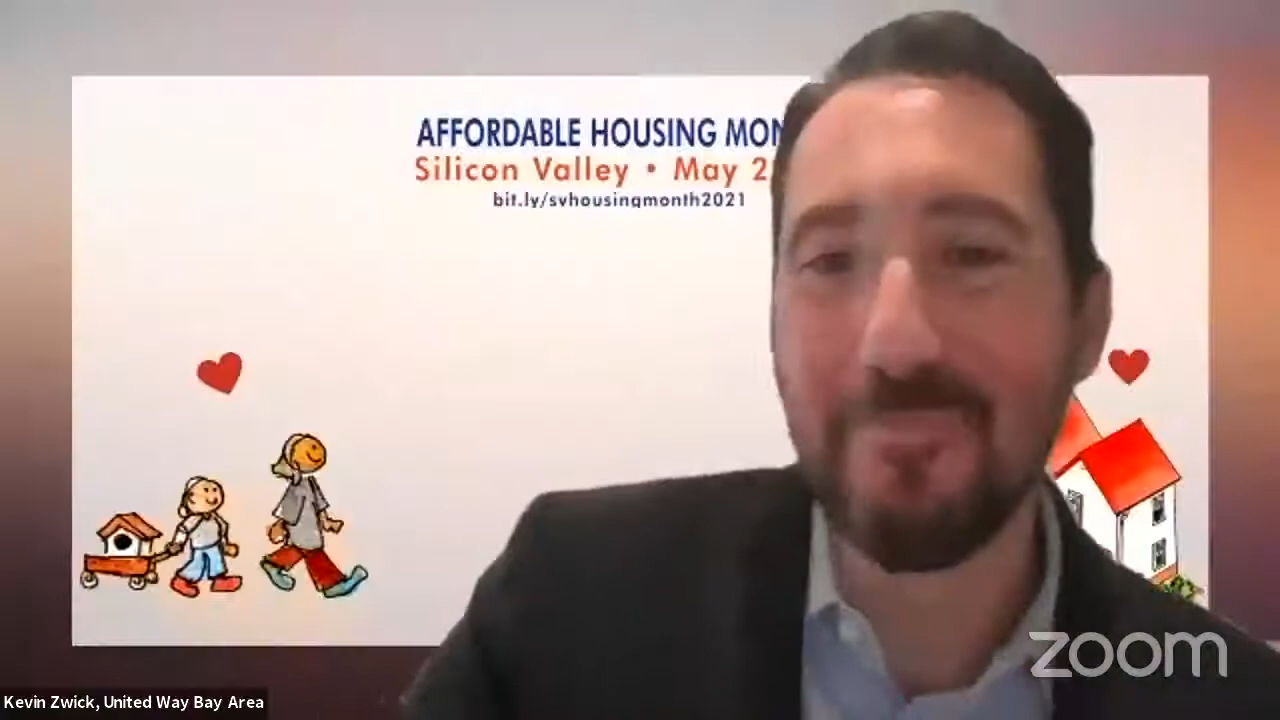 AFFORDABLE HOUSING MON
Silicon Valley • May 2
bit.ly/svhousingmonth2021
zoom
Kevin Zwick, United Way Bay Area